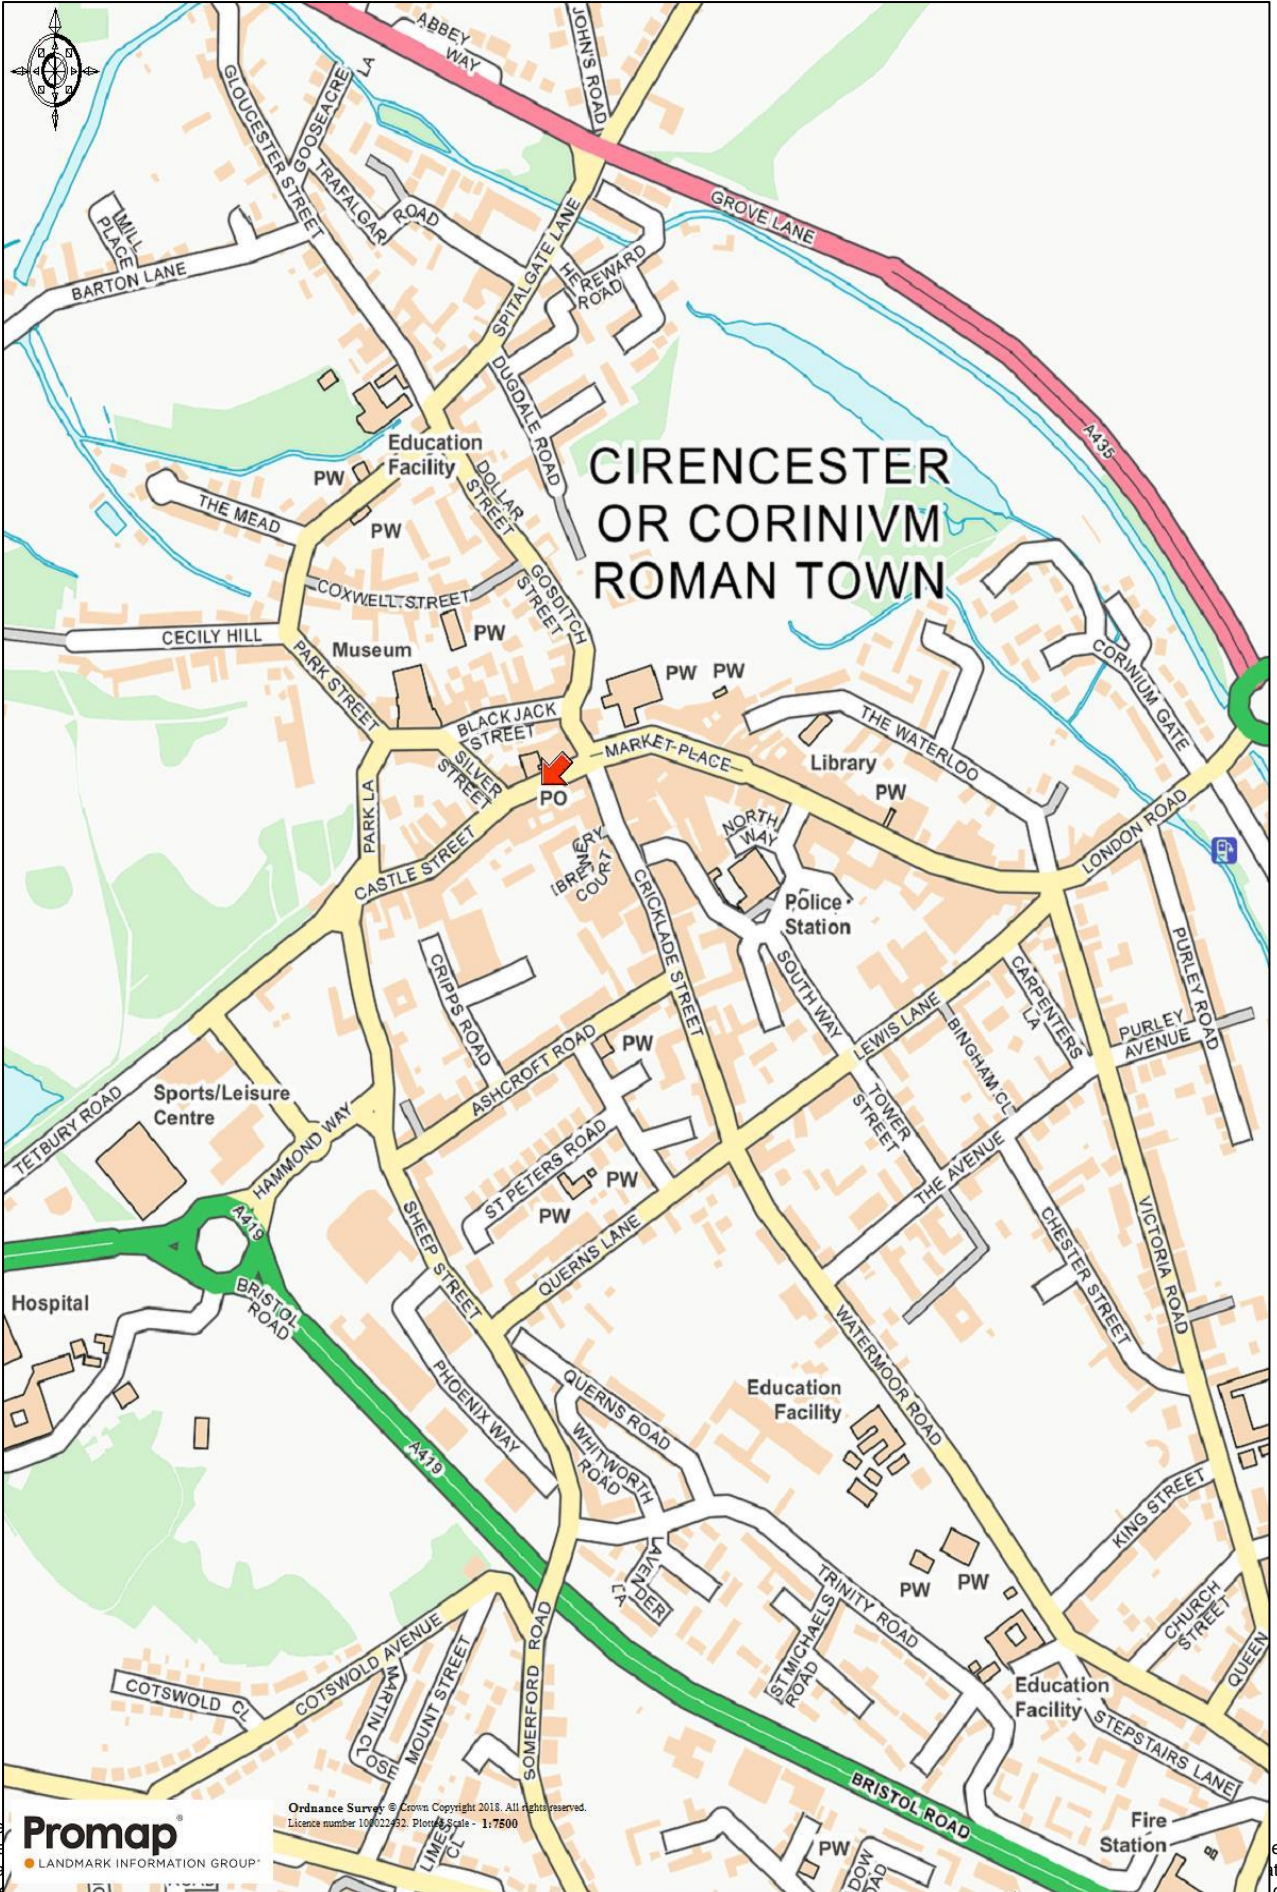 ABBEY
WAY
JOHN'S ROAD
GLOUCESTER STREET
GOOSEACRE LA
TRAFALGAR
ROAD
SPITALGATE LANE
GROVE LANE
MILL
PLACE
BARTON LANE
HEREWARD
ROAD
DUGDALE ROAD
A435
CIRENCESTER
OR CORINIVM
ROMAN TOWN
Education
Facility
PW
DOLLAR
STREET
THE MEAD
PW
GOSDITCH
STREET
COXWELL STREET
CECILY HILL
PW
Museum
PARK STREET
PW
PW
CORINIUM GATE
BLACK JACK
STREET
THE WATERLOO
SILVER
STREET
MARKET PLACE
Library
PO
PW
PARK LA
NORTH
WAY
LONDON ROAD
CASTLE STREET
BREWERY
COURT
CRICKLADE STREET
Police
Station
CRIPPS ROAD
SOUTH WAY
CARPENTERS
LA
PURLEY ROAD
LEWIS LANE
BINGHAM CL
PURLEY
AVENUE
ASHCROFT ROAD
PW
Sports/Leisure
Centre
TETBURY ROAD
HAMMOND WAY
TOWER
STREET
THE AVENUE
ST PETERS ROAD
PW
PW
A419
SHEEP STREET
QUERNS LANE
CHESTER STREET
VICTORIA ROAD
Hospital
BRISTOL
ROAD
WATERMOOR ROAD
PHOENIX WAY
QUERNS ROAD
Education
Facility
WHITWORTH
ROAD
A419
KING STREET
LAVENDER
LA
PW
PW
TRINITY ROAD
CHURCH
STREET
ST MICHAELS
ROAD
QUEEN
COTSWOLD AVENUE
COTSWOLD CL
MARTIN CLOSE
MOUNT STREET
SOMERFORD ROAD
Education
Facility
STEPSTAIRS LANE
BRISTOL ROAD
Fire
Station
PW
LIMES
CL
Promap®
LANDMARK INFORMATION GROUP
Ordnance Survey © Crown Copyright 2018. All rights reserved.
Licence number 100022432. Plotted Scale - 1:7500